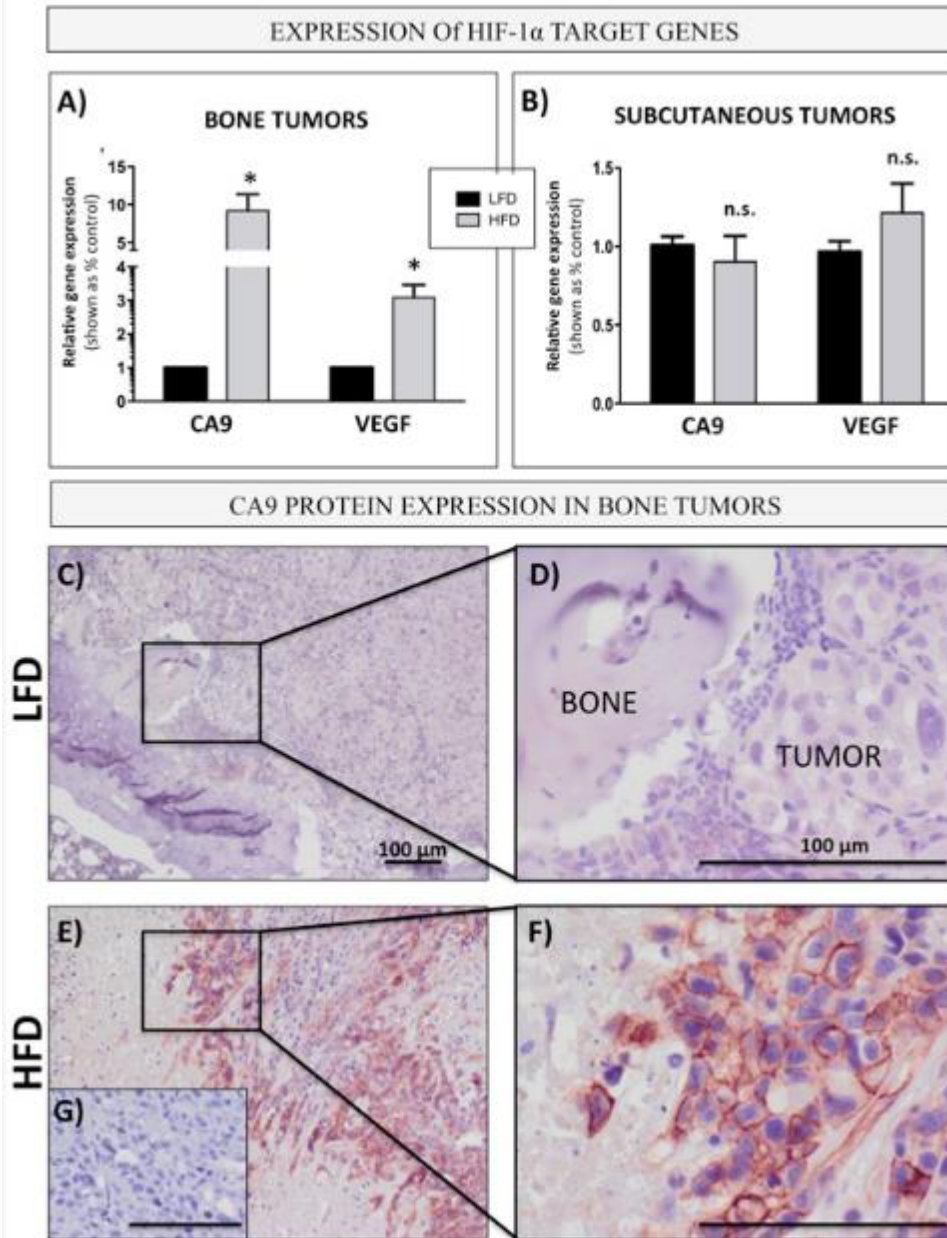 EXPRESSION Of HIF-1α TARGET GENES
A)
BONE TUMORS
Relative gene expression
(shown as % control)
15
10
5
4
3
2
1
0
*
*
CA9
VEGF
LFD
HFD
B)
SUBCUTANEOUS TUMORS
Relative gene expression
(shown as % control)
1.5
1.0
0.5
0.0
n.s.
n.s.
CA9
VEGF
CA9 PROTEIN EXPRESSION IN BONE TUMORS
LFD
C)
100 µm
D)
BONE
TUMOR
100 µm
HFD
E)
F)
G)